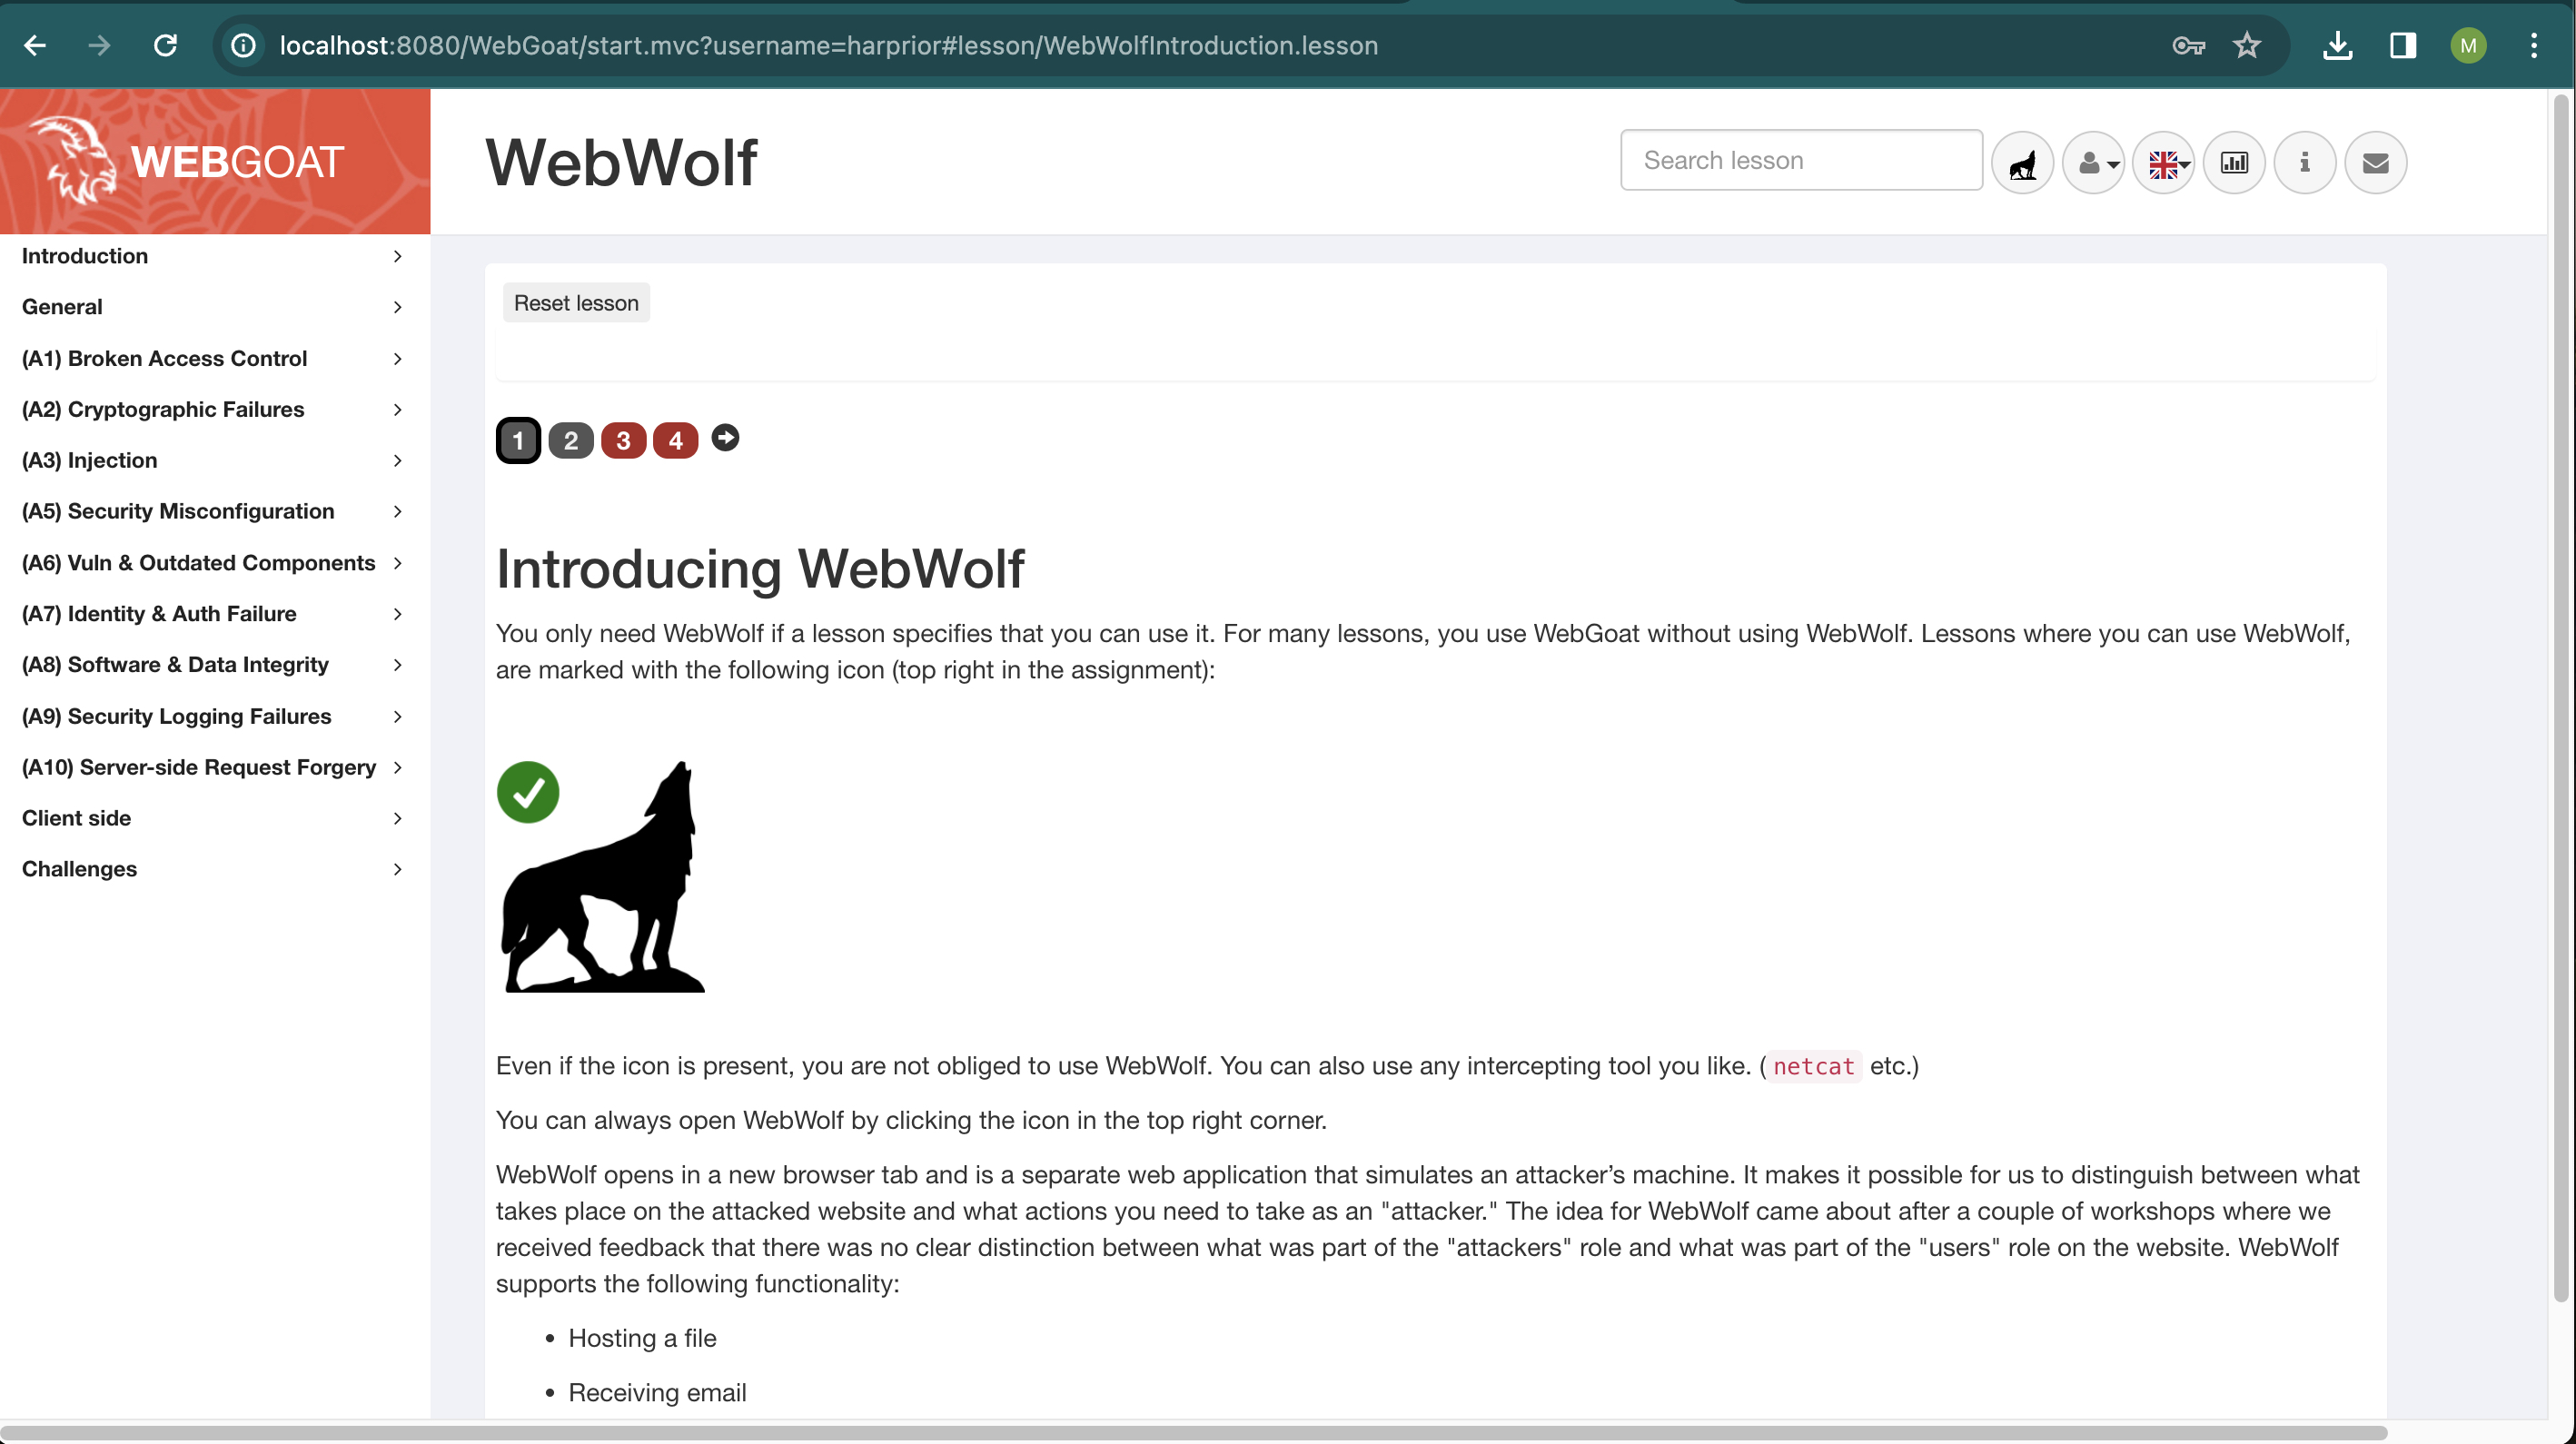 localhost:8080/WebGoat/start.mvc?username=harprior#lesson/WebWolfIntroduction.lesson
M
WEBGOAT
WebWolf
Search lesson
Introduction
General
(A1) Broken Access Control
(A2) Cryptographic Failures
(A3) Injection
(A5) Security Misconfiguration
(A6) Vuln & Outdated Components
(A7) Identity & Auth Failure
(A8) Software & Data Integrity
(A9) Security Logging Failures
(A10) Server-side Request Forgery
Client side
Challenges
Reset lesson
1 2 3 4
Introducing WebWolf
You only need WebWolf if a lesson specifies that you can use it. For many lessons, you use WebGoat without using WebWolf. Lessons where you can use WebWolf,
are marked with the following icon (top right in the assignment):
Even if the icon is present, you are not obliged to use WebWolf. You can also use any intercepting tool you like. ( netcat etc.)
You can always open WebWolf by clicking the icon in the top right corner.
WebWolf opens in a new browser tab and is a separate web application that simulates an attacker’s machine. It makes it possible for us to distinguish between what
takes place on the attacked website and what actions you need to take as an "attacker." The idea for WebWolf came about after a couple of workshops where we
received feedback that there was no clear distinction between what was part of the "attackers" role and what was part of the "users" role on the website. WebWolf
supports the following functionality:
• Hosting a file
• Receiving email